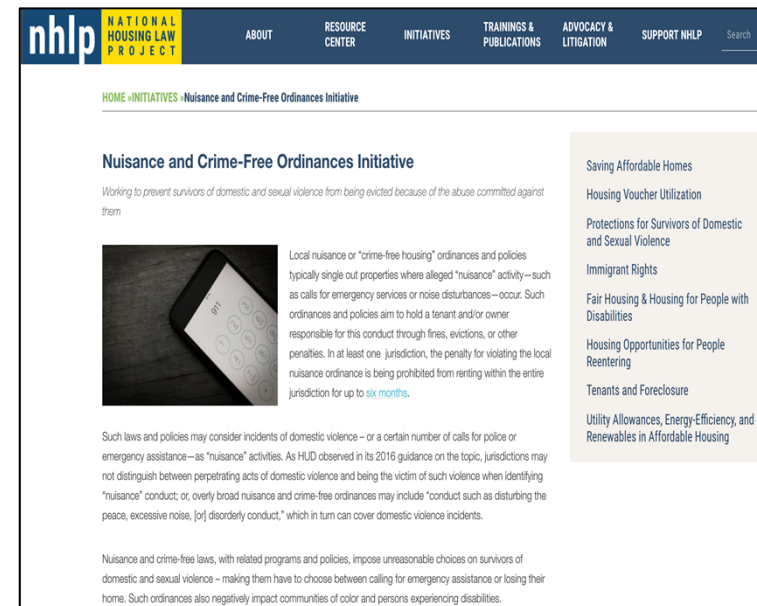 nhlp
NATIONAL
HOUSING LAW
PROJECT
ABOUT
RESOURCE
CENTER
INITIATIVES
TRAININGS &
PUBLICATIONS
ADVOCACY &
LITIGATION
SUPPORT NHLP
Search
HOME »INITIATIVES »Nuisance and Crime-Free Ordinances Initiative
Nuisance and Crime-Free Ordinances Initiative
Working to prevent survivors of domestic and sexual violence from being evicted because of the abuse committed against
them
911
Local nuisance or “crime-free housing” ordinances and policies
typically single out properties where alleged “nuisance” activity—such
as calls for emergency services or noise disturbances—occur. Such
ordinances and policies aim to hold a tenant and/or owner
responsible for this conduct through fines, evictions, or other
penalties. In at least one jurisdiction, the penalty for violating the local
nuisance ordinance is being prohibited from renting within the entire
jurisdiction for up to six months.
Such laws and policies may consider incidents of domestic violence – or a certain number of calls for police or
emergency assistance—as “nuisance” activities. As HUD observed in its 2016 guidance on the topic, jurisdictions may
not distinguish between perpetrating acts of domestic violence and being the victim of such violence when identifying
“nuisance” conduct; or, overly broad nuisance and crime-free ordinances may include “conduct such as disturbing the
peace, excessive noise, [or] disorderly conduct,” which in turn can cover domestic violence incidents.
Nuisance and crime-free laws, with related programs and policies, impose unreasonable choices on survivors of
domestic and sexual violence – making them have to choose between calling for emergency assistance or losing their
home. Such ordinances also negatively impact communities of color and persons experiencing disabilities.
Saving Affordable Homes
Housing Voucher Utilization
Protections for Survivors of Domestic
and Sexual Violence
Immigrant Rights
Fair Housing & Housing for People with
Disabilities
Housing Opportunities for People
Reentering
Tenants and Foreclosure
Utility Allowances, Energy-Efficiency, and
Renewables in Affordable Housing